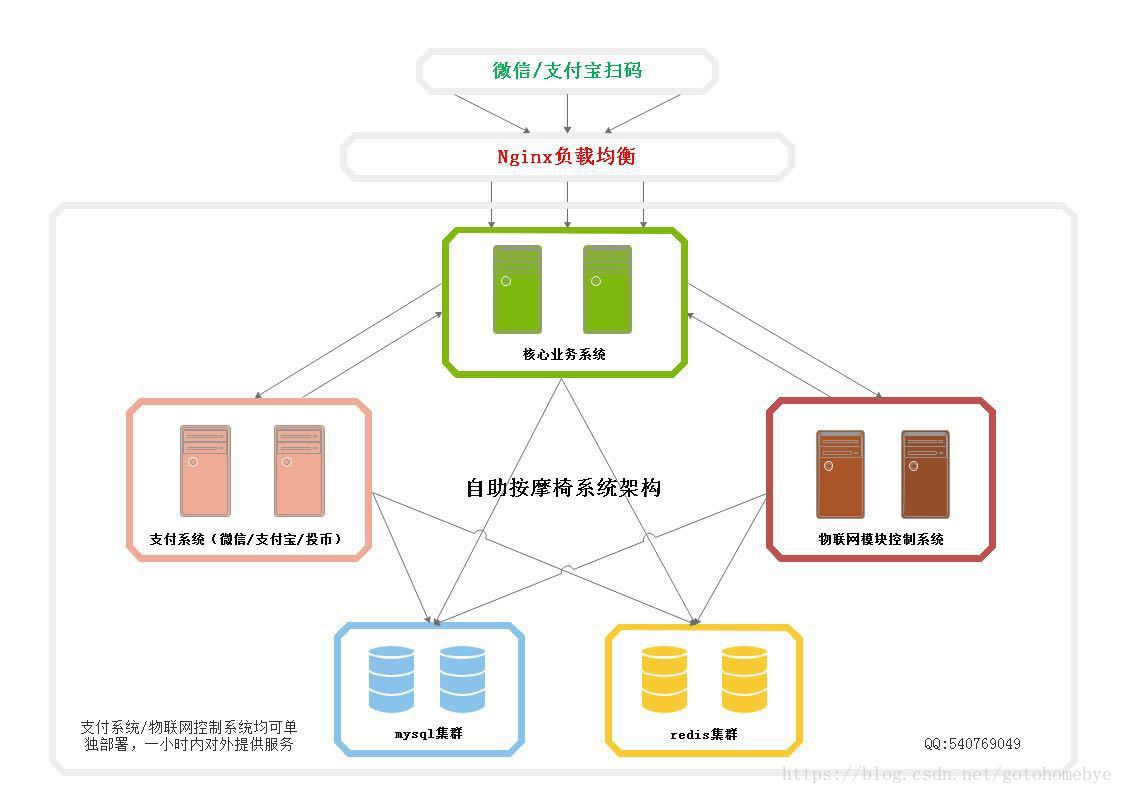 微信/支付宝扫码
Nginx负载均衡
核心业务系统
自助按摩椅系统架构
支付系统（微信/支付宝/投币）
物联网模块控制系统
mysql集群
redis集群
支付系统/物联网控制系统均可单
独部署，一小时内对外提供服务
QQ:540769049
https://blog.csdn.net/gotohomebye